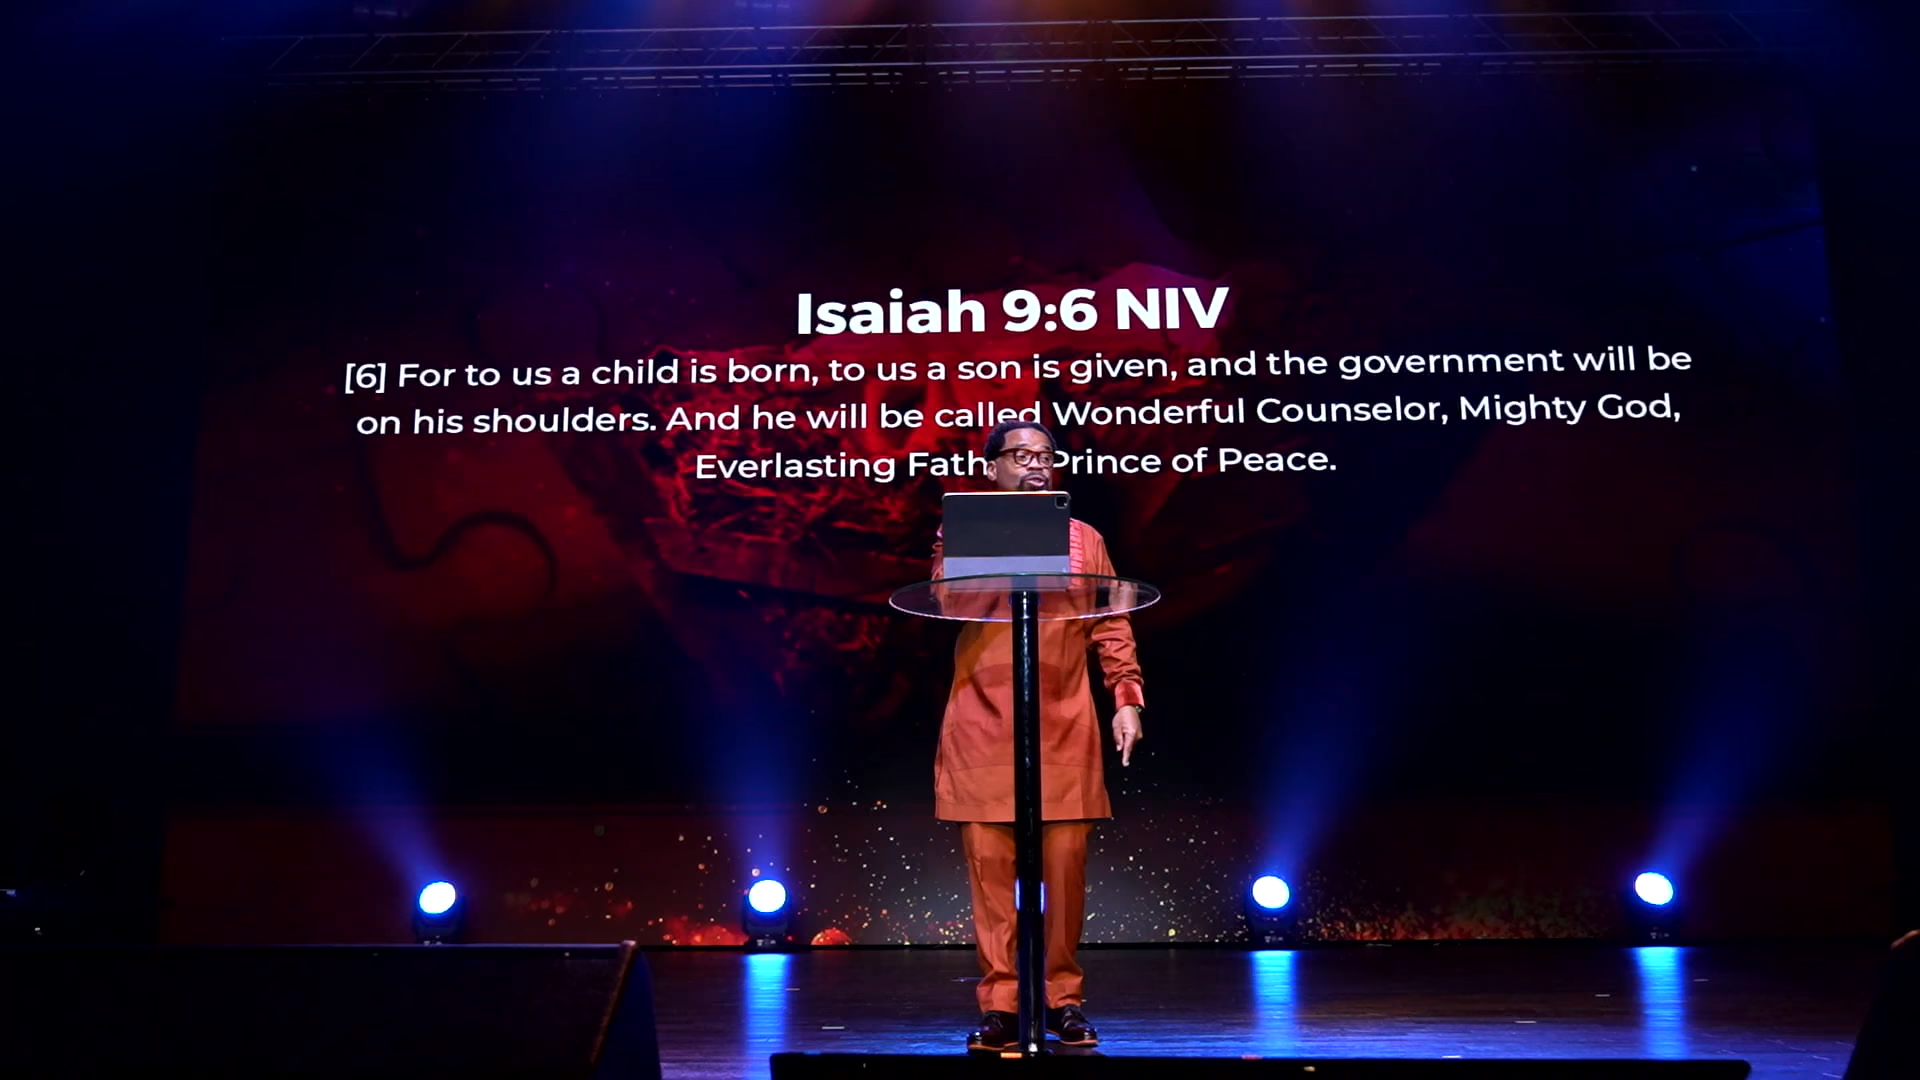 Isaiah 9:6 NIV
[6] For to us a child is born, to us a son is given, and the government will be
on his shoulders. And he will be called Wonderful Counselor, Mighty God,
Everlasting Prince of Peace.